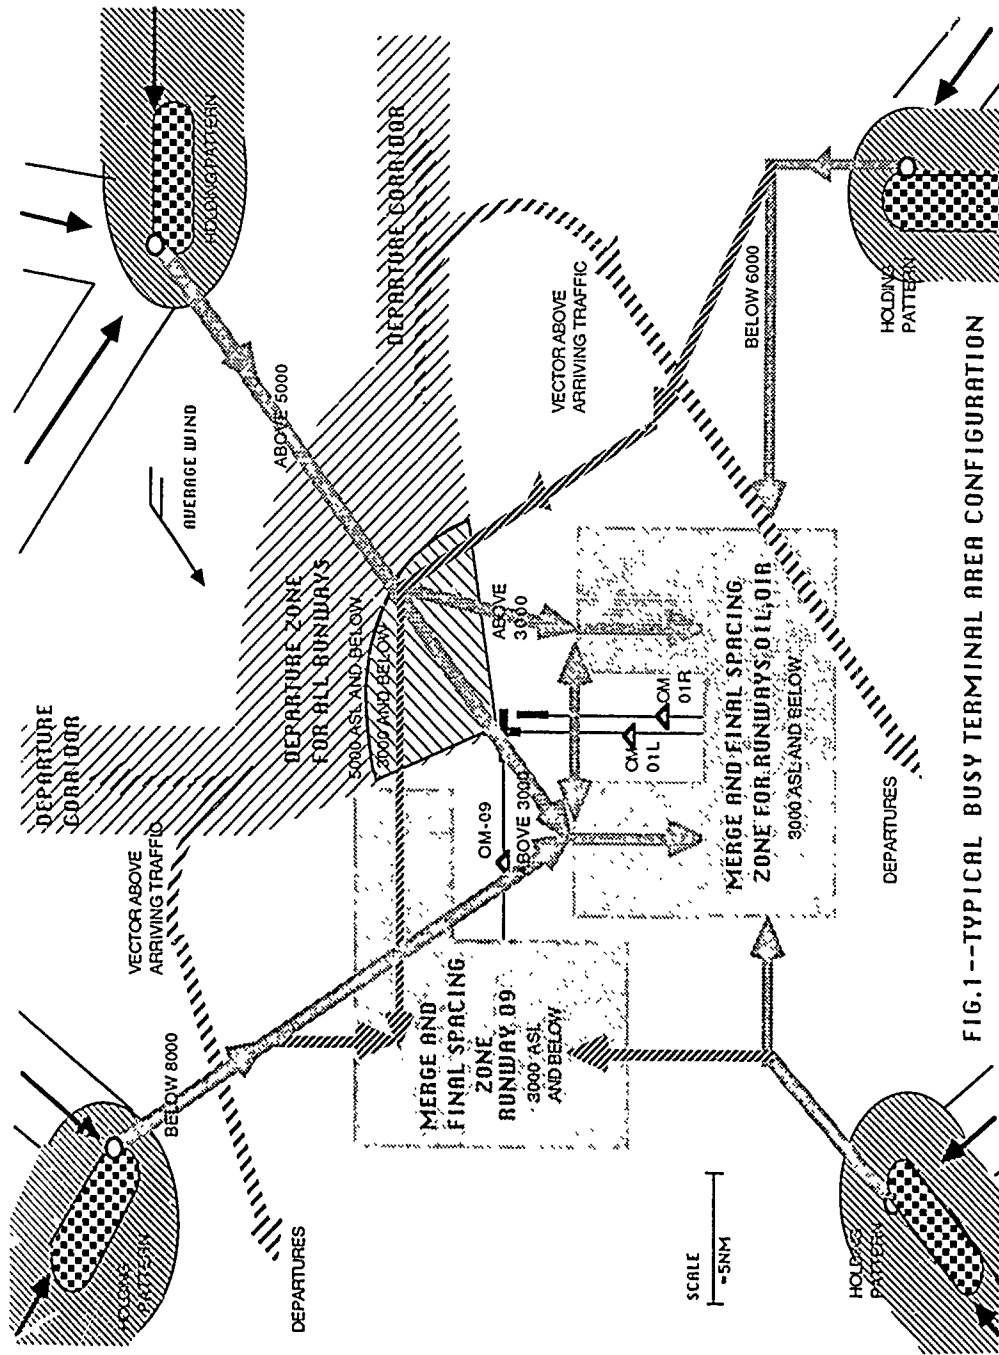 DEPARTURE
CORRIDOR
HOLDING
PATTERN
VECTOR ABOVE
ARRIVING TRAFFIC
BELOW 8000
AVERAGE WIND
HOLDING PATTERN
DEPARTURES
DEPARTURE ZONE
FOR ALL RUNWAYS
ABOVE 5000
5000 ASL AND BELOW
3000 AND BELOW
DEPARTURE CORRIDOR
MERGE AND
FINAL SPACING
ZONE
RUNWAY 09
3000 ASL
AND BELOW
OM-09
ABOVE 3000
ABOVE
3000
VECTOR ABOVE
ARRIVING TRAFFIC
OM
01L
OM
01R
SCALE
≈5NM
MERGE AND FINAL SPACING
ZONE FOR RUNWAYS 01L,01R
3000 ASL AND BELOW
BELOW 6000
HOLDING
PATTERN
DEPARTURES
HOLDING
PATTERN
FIG.1--TYPICAL BUSY TERMINAL AREA CONFIGURATION